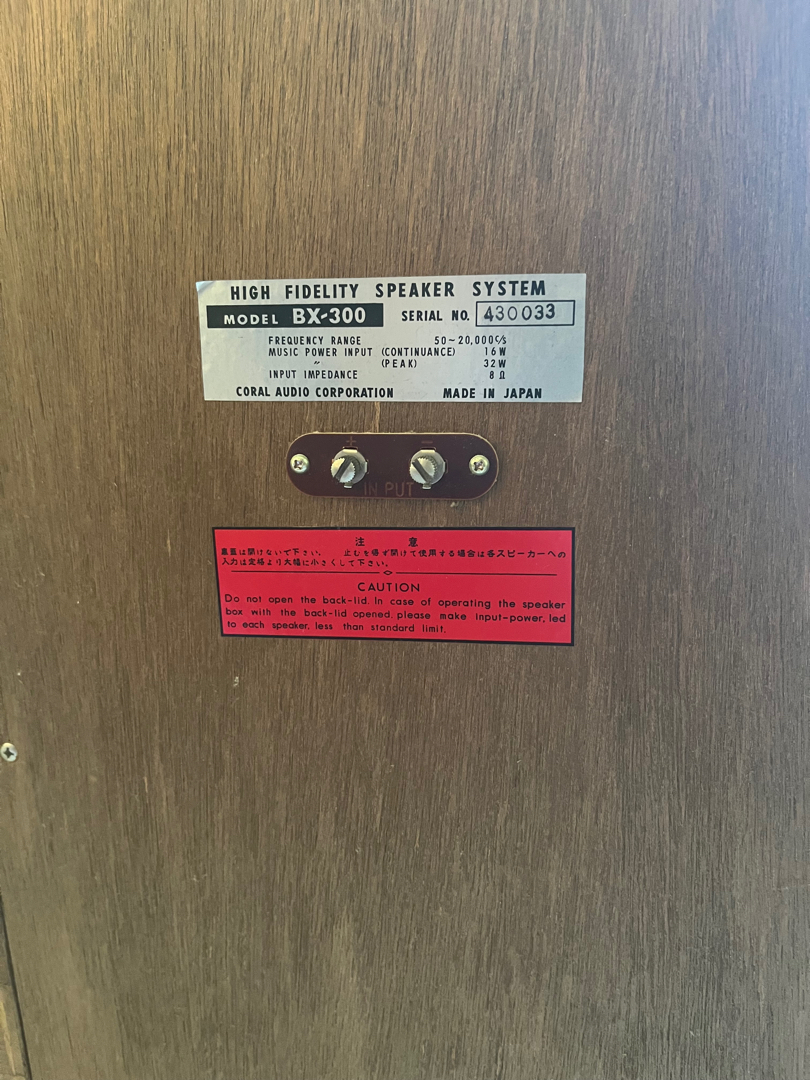 HIGH FIDELITY SPEAKER SYSTEM
MODEL BX-300 SERIAL NO. 430033
FREQUENCY RANGE 50~20,000c/s
MUSIC POWER INPUT (CONTINUANCE) 16W
〃 (PEAK) 32W
INPUT IMPEDANCE 8Ω
CORAL AUDIO CORPORATION MADE IN JAPAN
+ −
IN PUT
注 意
裏蓋は開けないで下さい。 止むを得ず開けて使用する場合は各スピーカーへの
入力は定格より大幅に小さくして下さい。
CAUTION
Do not open the back-lid. In case of operating the speaker
box with the back-lid opened. please make input-power, led
to each speaker, less than standard limit.